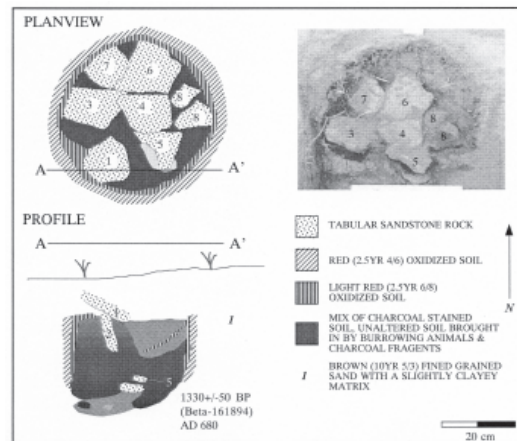 PLANVIEW
7
6
3
4
8
8
1
5
A
A'
7
6
3
4
8
8
5
PROFILE
A
A'
I
1
5
1330+/-50 BP
(Beta-161894)
AD 680
TABULAR SANDSTONE ROCK
RED (2.5YR 4/6) OXIDIZED SOIL
LIGHT RED (2.5YR 6/8)
OXIDIZED SOIL
MIX OF CHARCOAL STAINED
SOIL, UNALTERED SOIL BROUGHT
IN BY BURROWING ANIMALS &
CHARCOAL FRAGENTS
I
BROWN (10YR 5/3) FINED GRAINED
SAND WITH A SLIGHTLY CLAYEY
MATRIX
N
20 cm